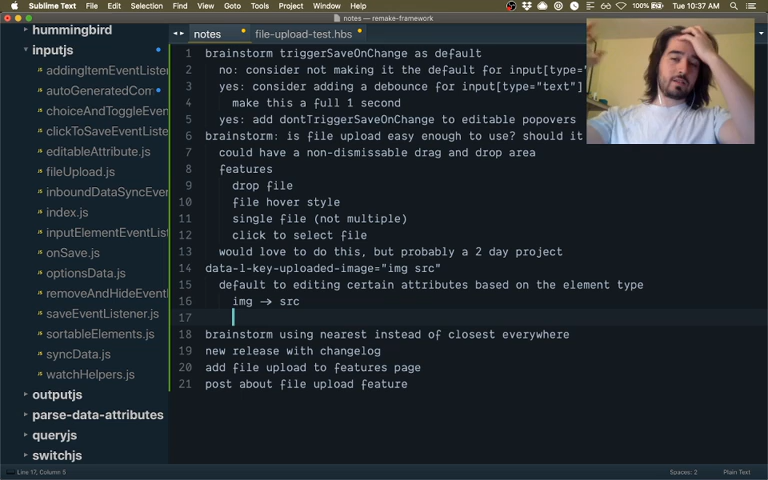 Sublime Text File Edit Selection View Goto Tools Project Window Help 100% Tue 10:37 AM
notes — remake-framework
hummingbird
inputjs
addingItemEventListe
autoGeneratedCom
choiceAndToggleEven
clickToSaveEventListe
editableAttribute.js
fileUpload.js
inboundDataSyncEver
index.js
inputElementEventList
onSave.js
optionsData.js
removeAndHideEventl
saveEventListener.js
sortableElements.js
syncData.js
watchHelpers.js
outputjs
parse-data-attributes
queryjs
switchjs
notes file-upload-test.hbs
1 brainstorm triggerSaveOnChange as default
2 no: consider not making it the default for input[type="
3 yes: consider adding a debounce for input[type="text"]
4 make this a full 1 second
5 yes: add dontTriggerSaveOnChange to editable popovers
6 brainstorm: is file upload easy enough to use? should it
7 could have a non-dismissable drag and drop area
8 features
9 drop file
10 file hover style
11 single file (not multiple)
12 click to select file
13 would love to do this, but probably a 2 day project
14 data-l-key-uploaded-image="img src"
15 default to editing certain attributes based on the element type
16 img → src
17
18 brainstorm using nearest instead of closest everywhere
19 new release with changelog
20 add file upload to features page
21 post about file upload feature
Line 17, Column 5 Spaces: 2 Plain Text